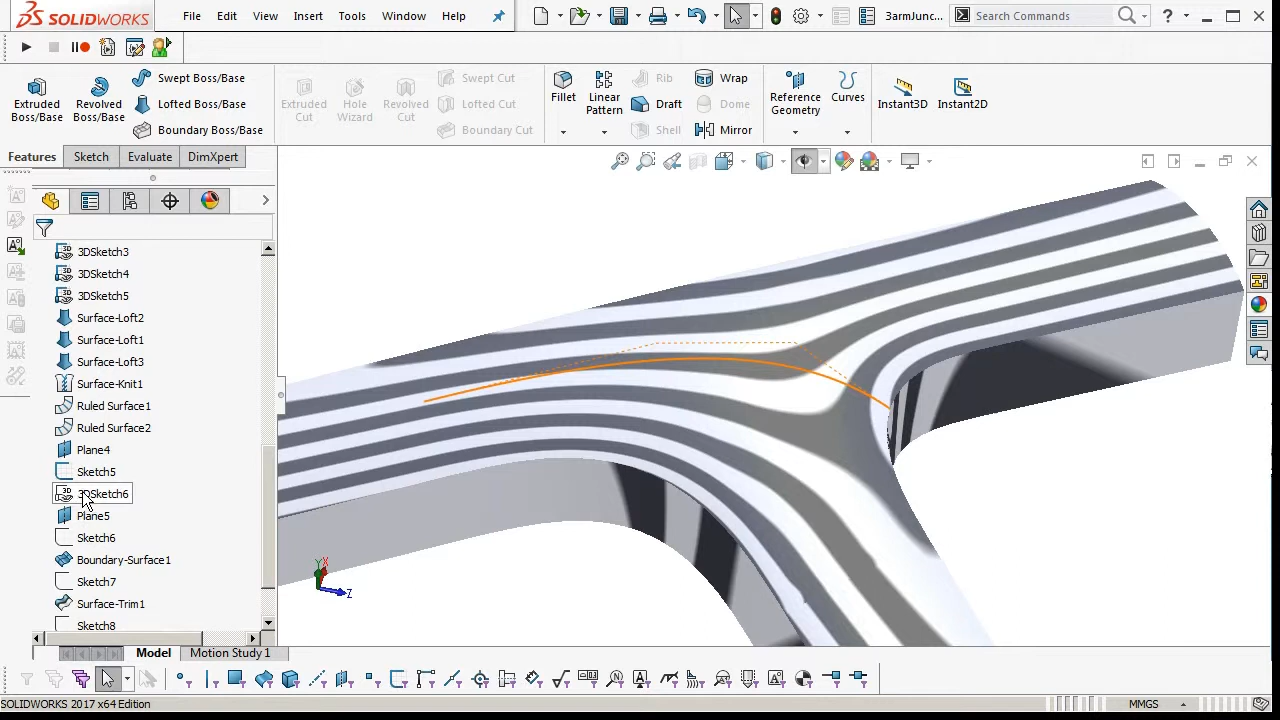 SOLIDWORKS File Edit View Insert Tools Window Help 3armJunc... Search Commands ?
Extruded Boss/Base Revolved Boss/Base Swept Boss/Base Lofted Boss/Base Boundary Boss/Base Extruded Cut Hole Wizard Revolved Cut Swept Cut Lofted Cut Boundary Cut Fillet Linear Pattern Rib Draft Shell Wrap Dome Mirror Reference Geometry Curves Instant3D Instant2D
Features Sketch Evaluate DimXpert
3DSketch3
3DSketch4
3DSketch5
Surface-Loft2
Surface-Loft1
Surface-Loft3
Surface-Knit1
Ruled Surface1
Ruled Surface2
Plane4
Sketch5
3DSketch6
Plane5
Sketch6
Boundary-Surface1
Sketch7
Surface-Trim1
Sketch8
Y X
Z
Model Motion Study 1
SOLIDWORKS 2017 x64 Edition MMGS